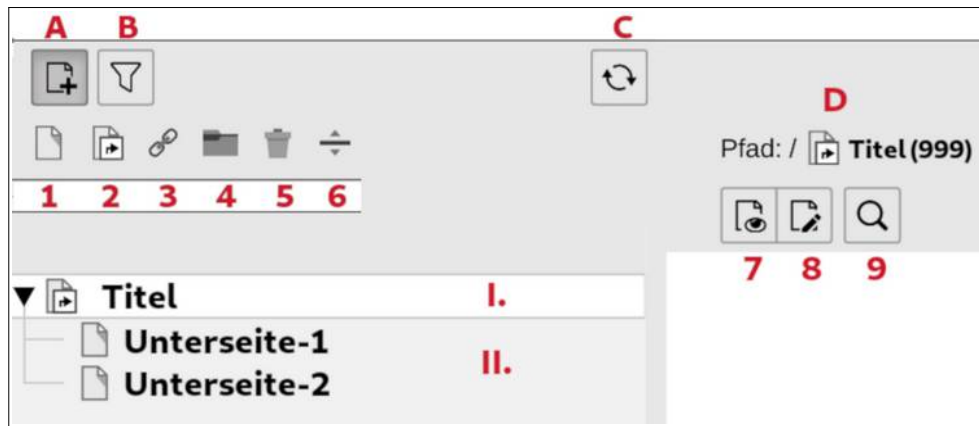 A B C
D
Pfad: / Titel (999)
1 2 3 4 5 6
7 8 9
Titel I.
Unterseite-1
II.
Unterseite-2